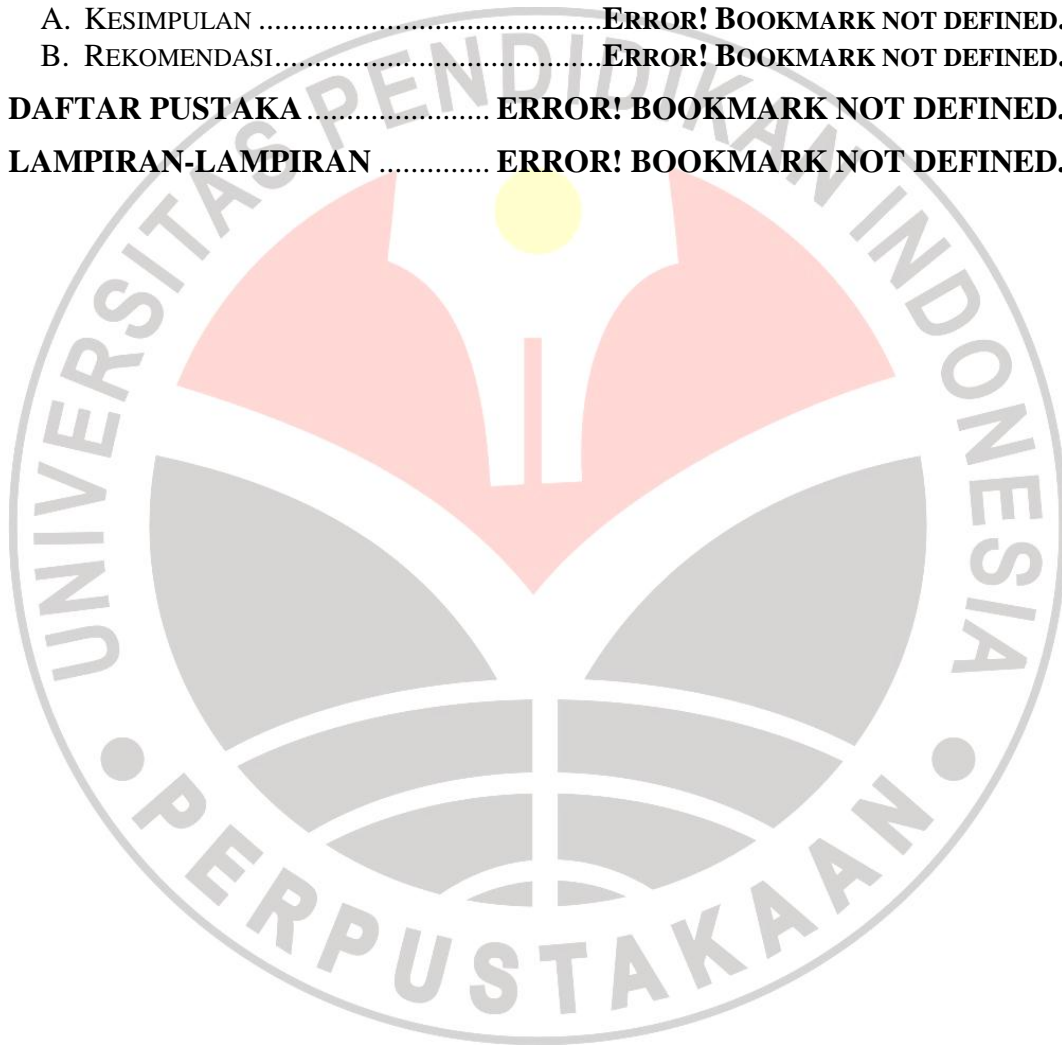 A. KESIMPULAN ............................................ERROR! BOOKMARK NOT DEFINED.
B. REKOMENDASI..........................................ERROR! BOOKMARK NOT DEFINED.
DAFTAR PUSTAKA ....................... ERROR! BOOKMARK NOT DEFINED.
LAMPIRAN-LAMPIRAN .............. ERROR! BOOKMARK NOT DEFINED.
UNIVERSITAS PENDIDIKAN INDONESIA
PERPUSTAKAAN